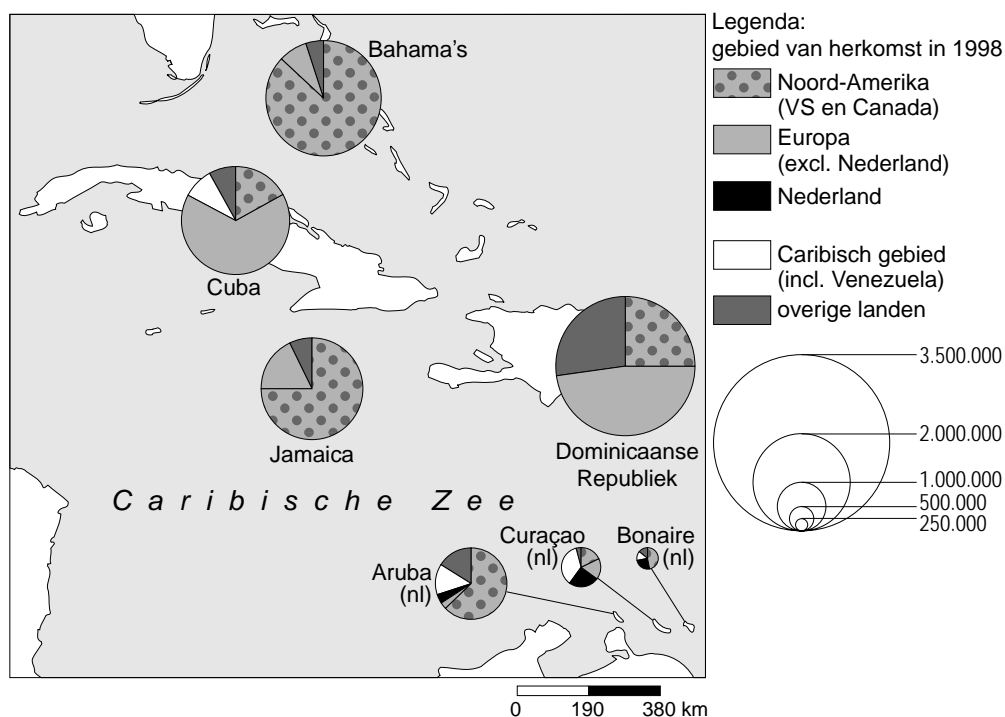 Bahama's
Cuba
Jamaica
Dominicaanse
Republiek
Caribische Zee
Aruba
(nl)
Curaçao
(nl)
Bonaire
(nl)
0 190 380 km
Legenda:
gebied van herkomst in 1998
Noord-Amerika
(VS en Canada)
Europa
(excl. Nederland)
Nederland
Caribisch gebied
(incl. Venezuela)
overige landen
3.500.000
2.000.000
1.000.000
500.000
250.000